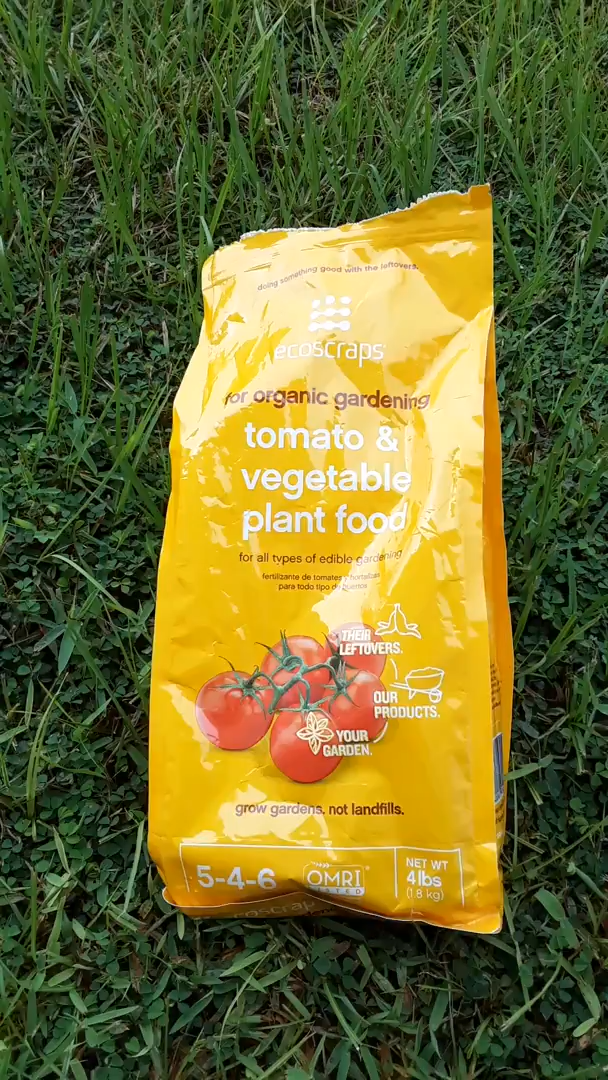 doing something good with the leftovers.
ecoscraps
for organic gardening
tomato &
vegetable
plant food
for all types of edible gardening
fertilizante de tomates y hortalizas
para todo tipo de huertos
THEIR
LEFTOVERS.
OUR
PRODUCTS.
YOUR
GARDEN.
grow gardens. not landfills.
5-4-6
OMRI
LISTED
NET WT
4lbs
(1.8 kg)
ecoscraps